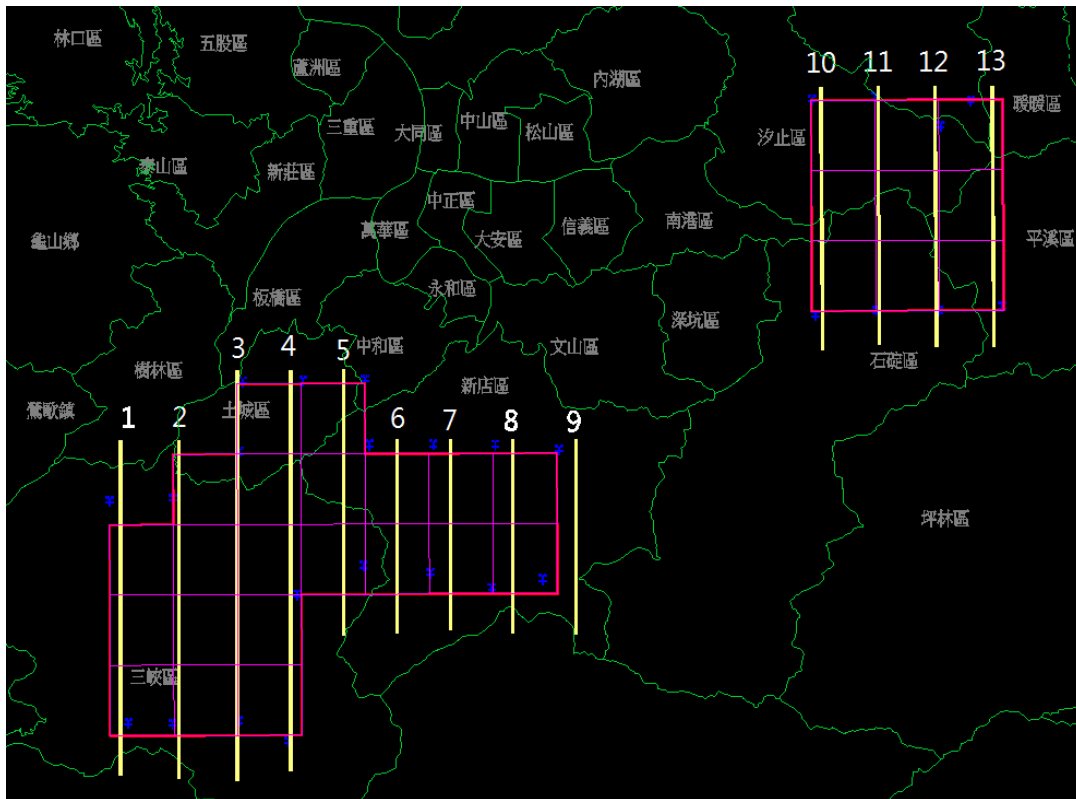 林口區
五股區
蘆洲區
內湖區
10
11
12
13
暖暖區
三重區
大同區
中山區
松山區
汐止區
泰山區
新莊區
中正區
萬華區
大安區
信義區
南港區
龜山鄉
平溪區
永和區
板橋區
深坑區
3
4
5
中和區
文山區
石碇區
樹林區
新店區
鶯歌鎮
土城區
1
2
6
7
8
9
坪林區
三峽區